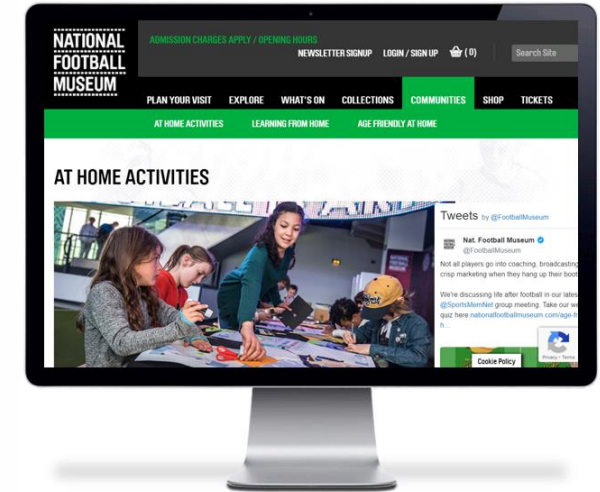 NATIONAL
FOOTBALL
MUSEUM
ADMISSION CHARGES APPLY / OPENING HOURS
NEWSLETTER SIGNUP LOGIN / SIGN UP ( 0 ) Search Site
PLAN YOUR VISIT EXPLORE WHAT'S ON COLLECTIONS COMMUNITIES SHOP TICKETS
AT HOME ACTIVITIES LEARNING FROM HOME AGE FRIENDLY AT HOME
AT HOME ACTIVITIES
Tweets by @FootballMuseum
Nat. Football Museum
@FootballMuseum
Not all players go into coaching, broadcasting
crisp marketing when they hang up their boot
We're discussing life after football in our lates
@SportsMemNet group meeting. Take our we
quiz here: nationalfootballmuseum.com/age-fr
h...
Cookie Policy
Privacy - Terms